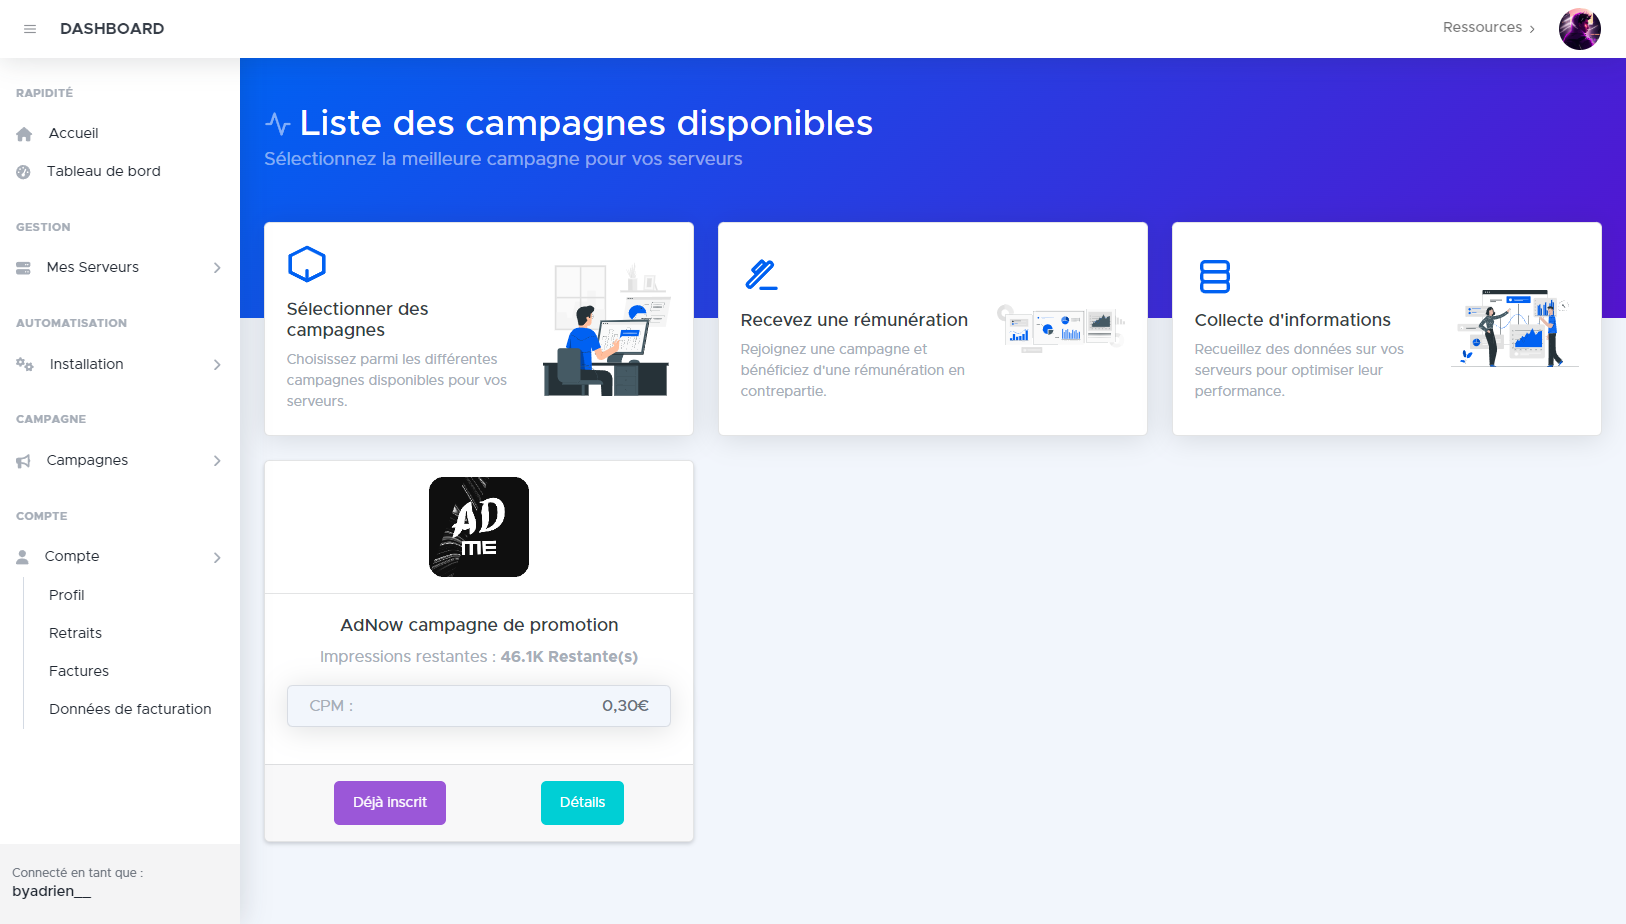 DASHBOARD
Ressources
RAPIDITÉ
Accueil
Tableau de bord
GESTION
Mes Serveurs
AUTOMATISATION
Installation
CAMPAGNE
Campagnes
COMPTE
Compte
Profil
Retraits
Factures
Données de facturation
Connecté en tant que :
byadrien__
Liste des campagnes disponibles
Sélectionnez la meilleure campagne pour vos serveurs
Sélectionner des
campagnes
Choisissez parmi les différentes
campagnes disponibles pour vos
serveurs.
Recevez une rémunération
Rejoignez une campagne et
bénéficiez d'une rémunération en
contrepartie.
Collecte d'informations
Recueillez des données sur vos
serveurs pour optimiser leur
performance.
AD
ME
AdNow campagne de promotion
Impressions restantes : 46.1K Restante(s)
CPM : 0,30€
Déjà inscrit
Détails